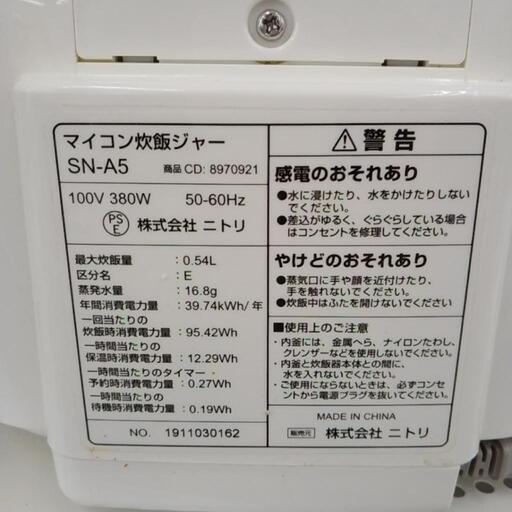 マイコン炊飯ジャー
SN-A5 商品CD: 8970921
100V 380W 50-60Hz
PS
E
株式会社 ニトリ
最大炊飯量 : 0.54L
区分名 : E
蒸発水量 : 16.8g
年間消費電力量 : 39.74kWh/年
一回当たりの
炊飯時消費電力量 : 95.42Wh
一時間当たりの
保温時消費電力量 : 12.29Wh
一時間当たりのタイマー
予約時消費電力量 : 0.27Wh
一時間当たりの
待機時消費電力量 : 0.19Wh
NO. 1911030162
警告
感電のおそれあり
●水に浸けたり、水をかけたりしない
でください。
●差込がゆるく、ぐらぐらしている場合
はコンセントを修理してください。
やけどのおそれあり
●蒸気口に手や顔を近付けたり、
手を触れないでください。
●炊飯中はふたを開けないでください
■使用上のご注意
・内釜には、金属へら、ナイロンたわし、
クレンザーなどを使用しないでください。
・内釜と炊飯器本体との間に、
水を入れないでください。
・ご使用にならないときは、必ずコンセ
ントから電源プラグを抜いておく。
MADE IN CHINA
販売元 株式会社 ニトリ